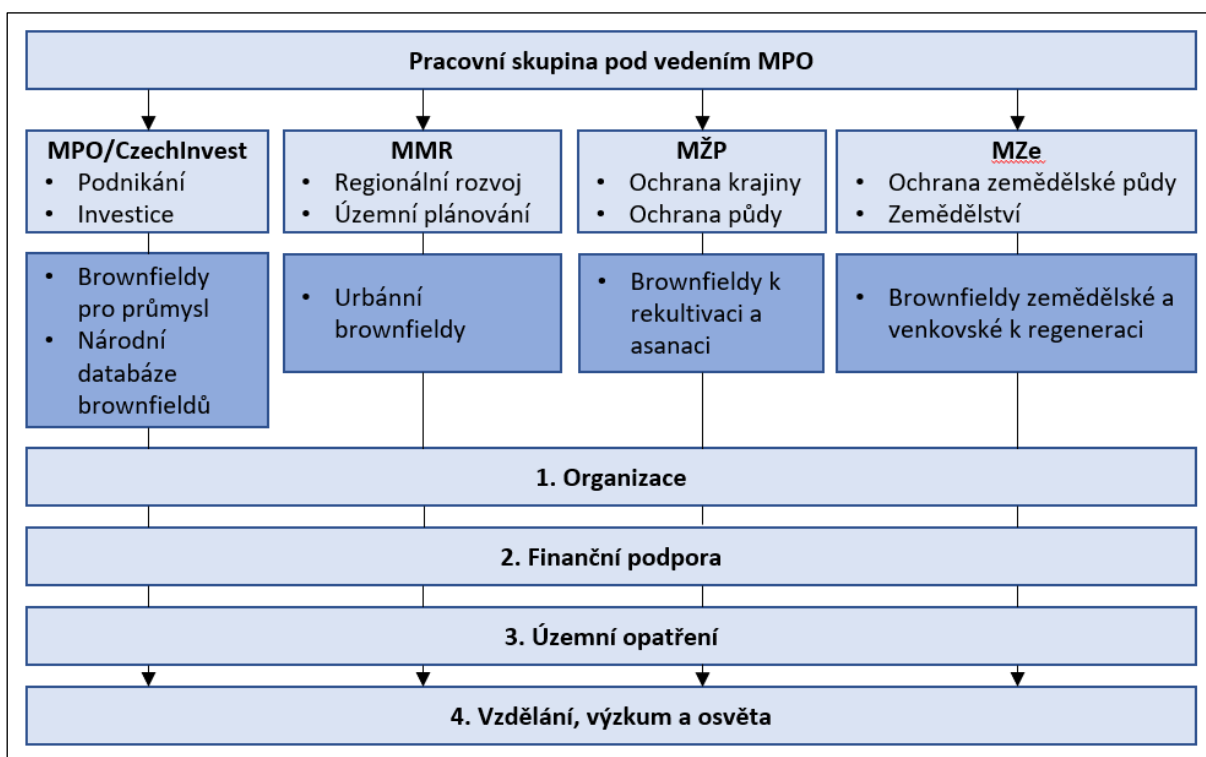 Pracovní skupina pod vedením MPO
MPO/CzechInvest
• Podnikání
• Investice
MMR
• Regionální rozvoj
• Územní plánování
MŽP
• Ochrana krajiny
• Ochrana půdy
MZe
• Ochrana zemědělské půdy
• Zemědělství
• Brownfieldy
pro průmysl
• Národní
databáze
brownfieldů
• Urbánní
brownfieldy
• Brownfieldy k
rekultivaci a
asanaci
• Brownfieldy zemědělské a
venkovské k regeneraci
1. Organizace
2. Finanční podpora
3. Územní opatření
4. Vzdělání, výzkum a osvěta